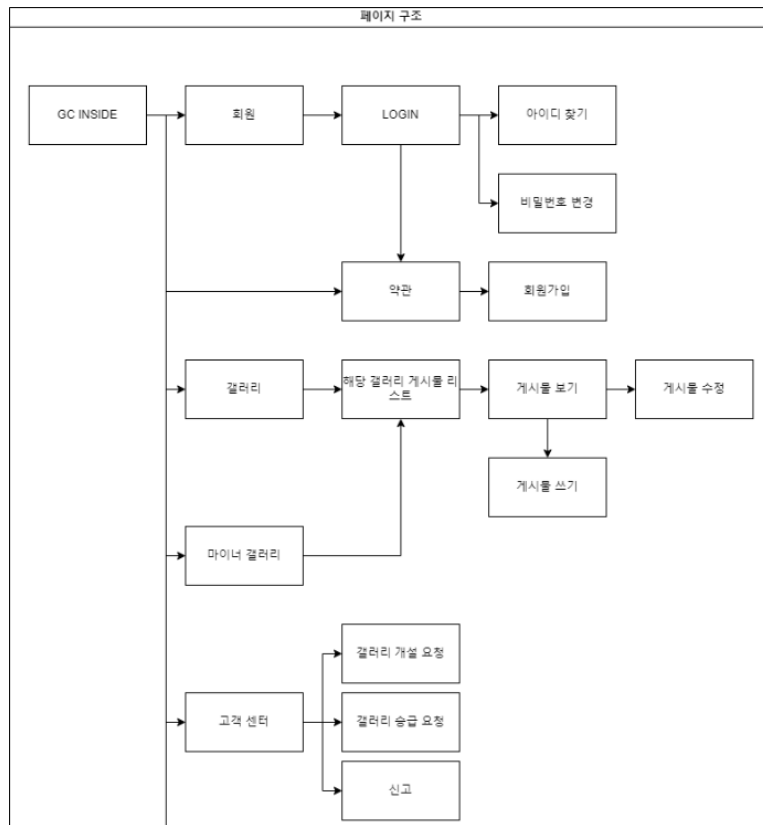 페이지 구조
GC INSIDE
회원
LOGIN
아이디 찾기
비밀번호 변경
약관
회원가입
갤러리
해당 갤러리 게시물 리
스트
게시물 보기
게시물 수정
게시물 쓰기
마이너 갤러리
갤러리 개설 요청
고객 센터
갤러리 승급 요청
신고